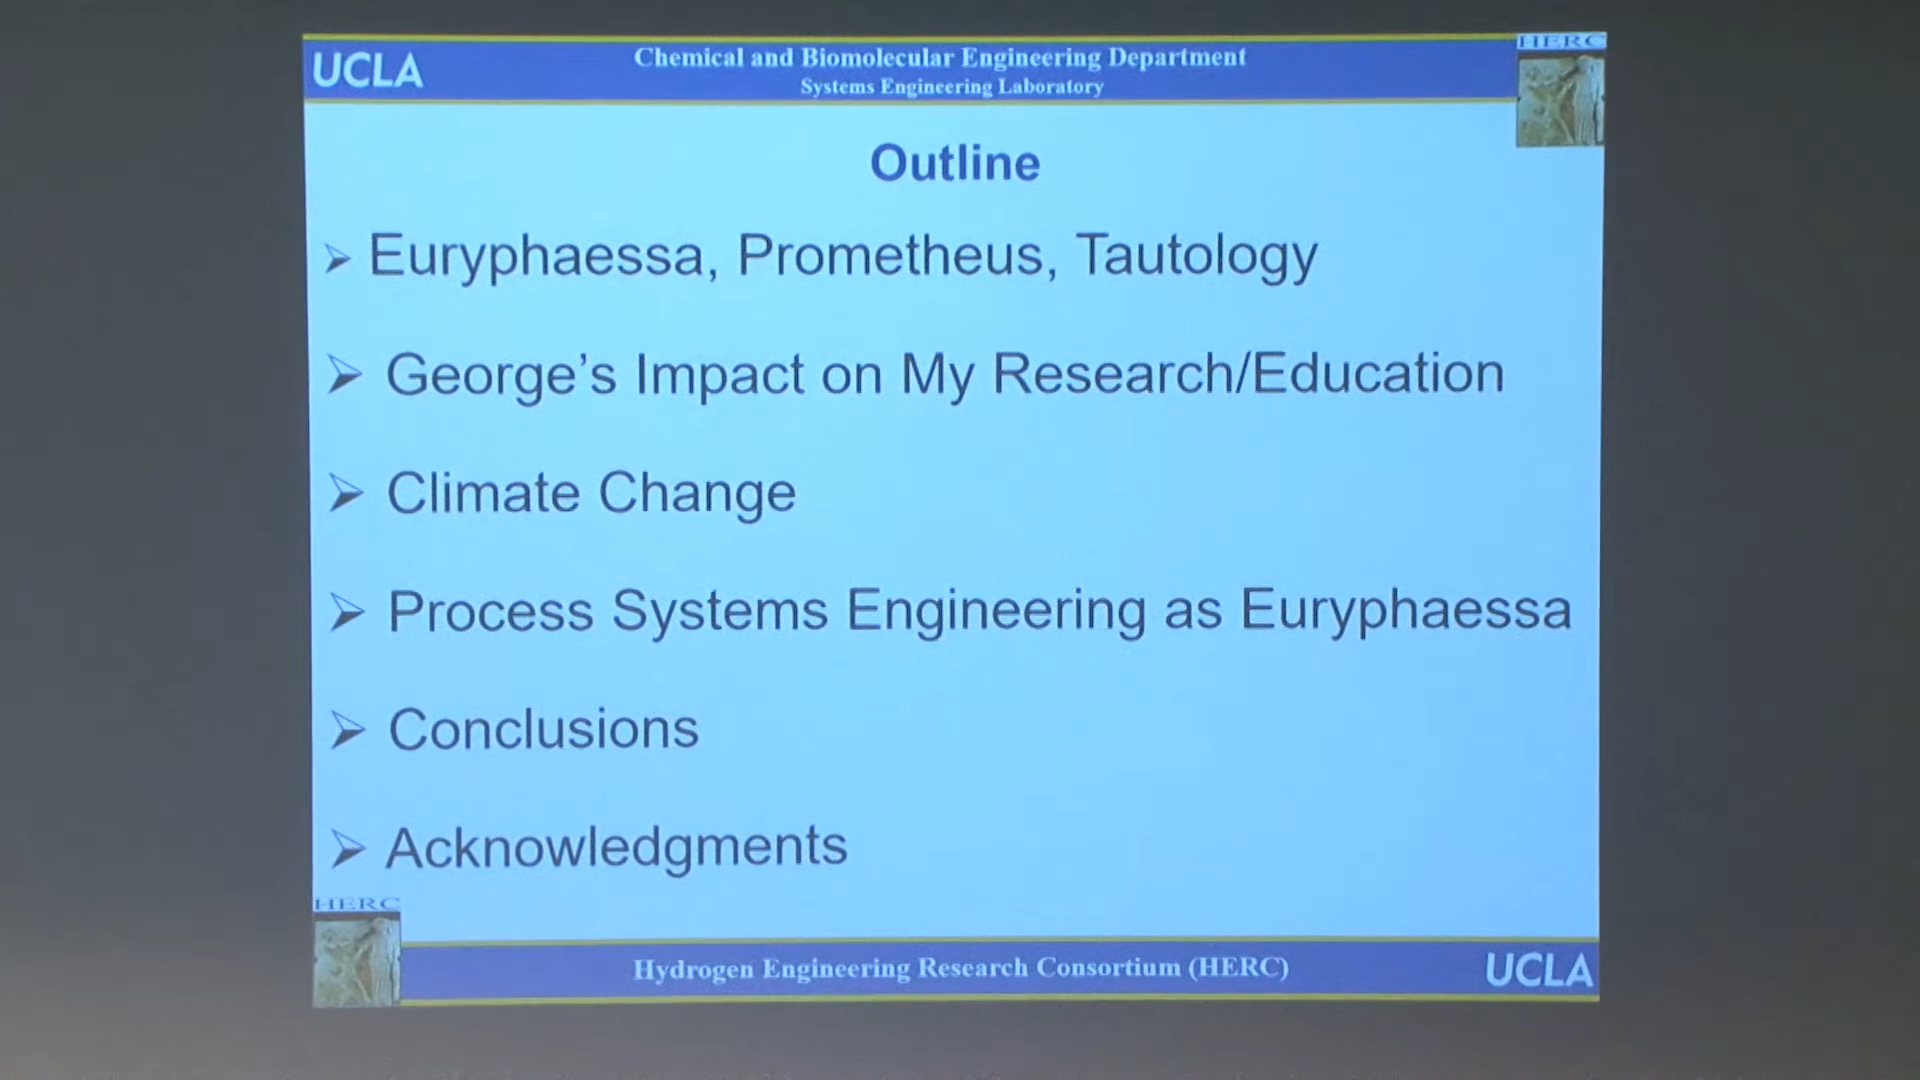 UCLA
Chemical and Biomolecular Engineering Department
Systems Engineering Laboratory
HERC
Outline
➢ Euryphaessa, Prometheus, Tautology
➢ George’s Impact on My Research/Education
➢ Climate Change
➢ Process Systems Engineering as Euryphaessa
➢ Conclusions
➢ Acknowledgments
HERC
Hydrogen Engineering Research Consortium (HERC)
UCLA